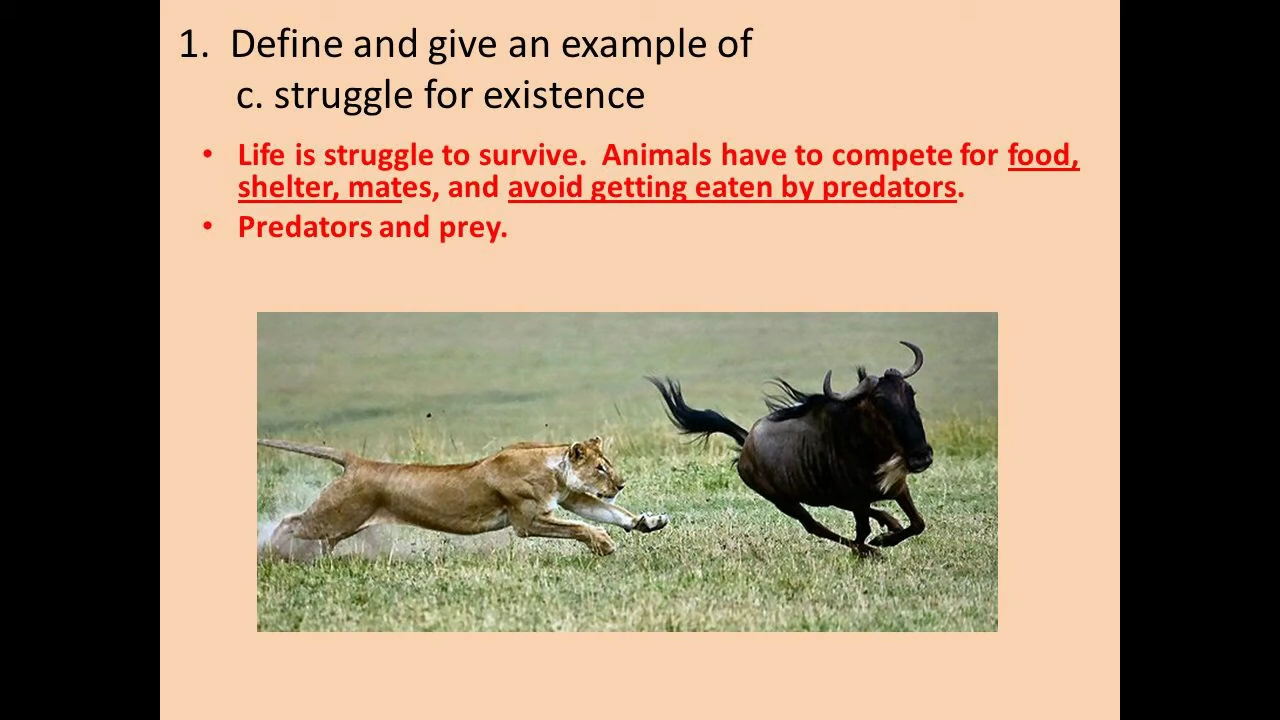 1. Define and give an example of
c. struggle for existence
• Life is struggle to survive. Animals have to compete for food,
shelter, mates, and avoid getting eaten by predators.
• Predators and prey.